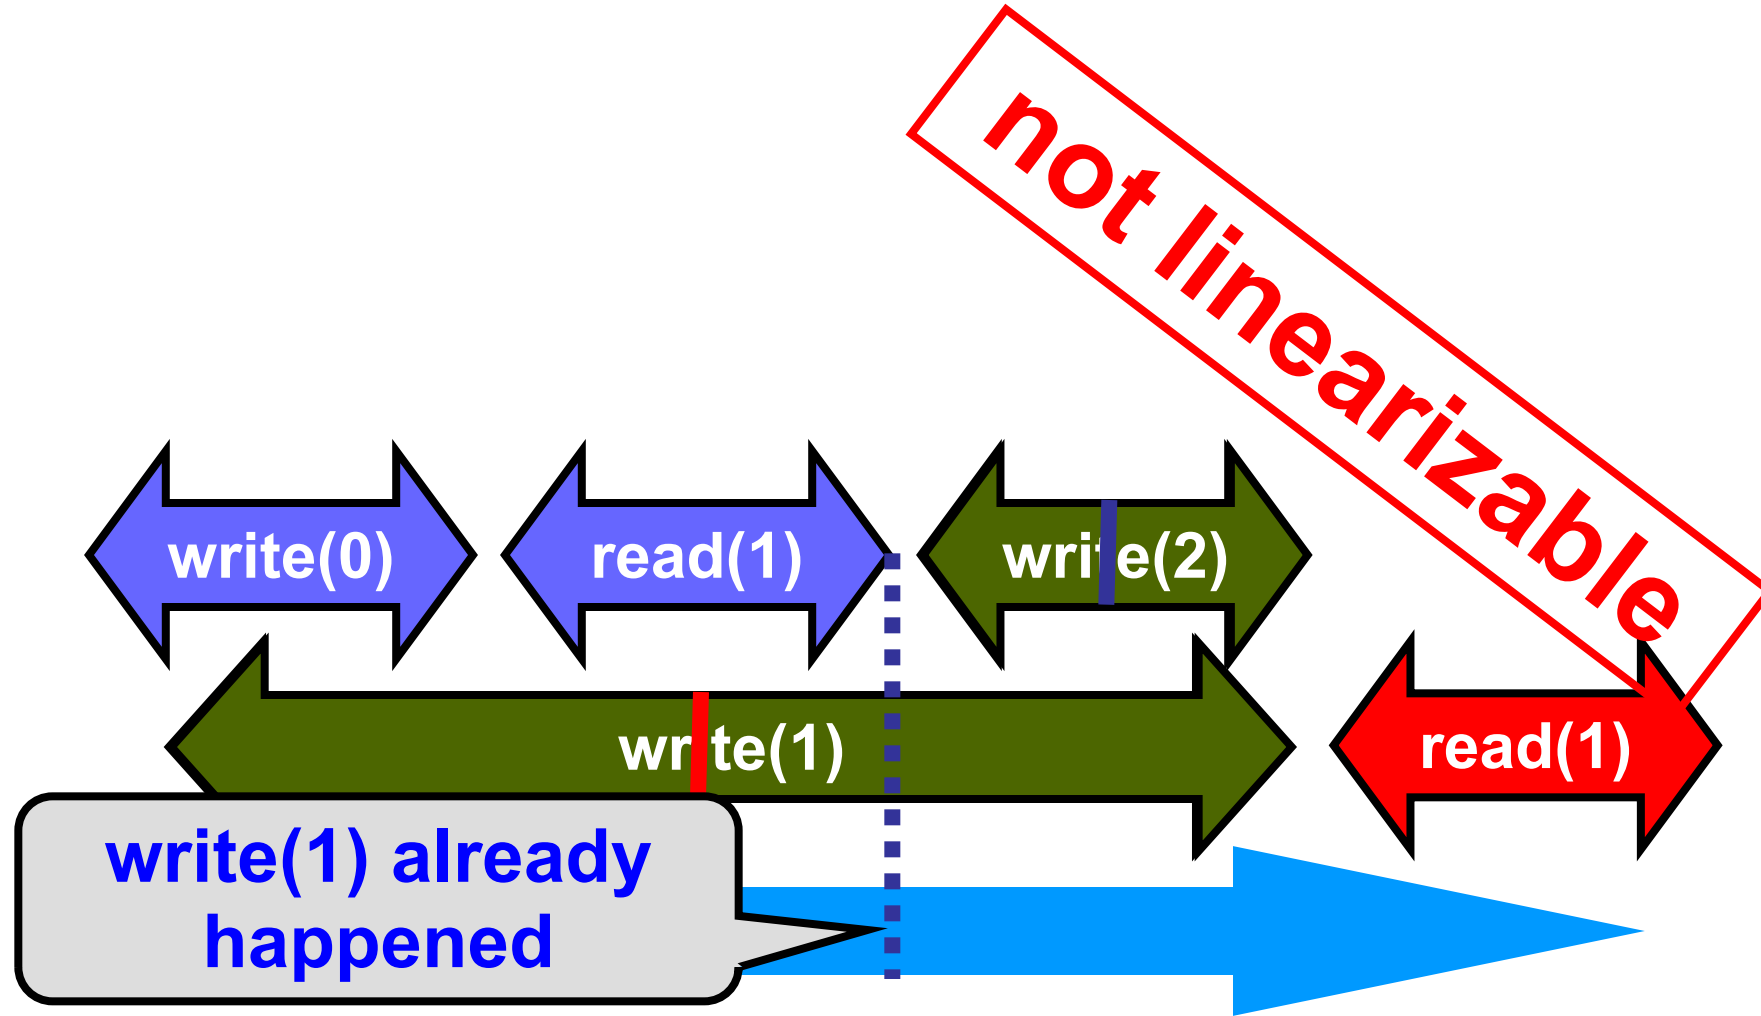 not linearizable
write(0)
read(1)
write(2)
write(1)
read(1)
write(1) already
happened